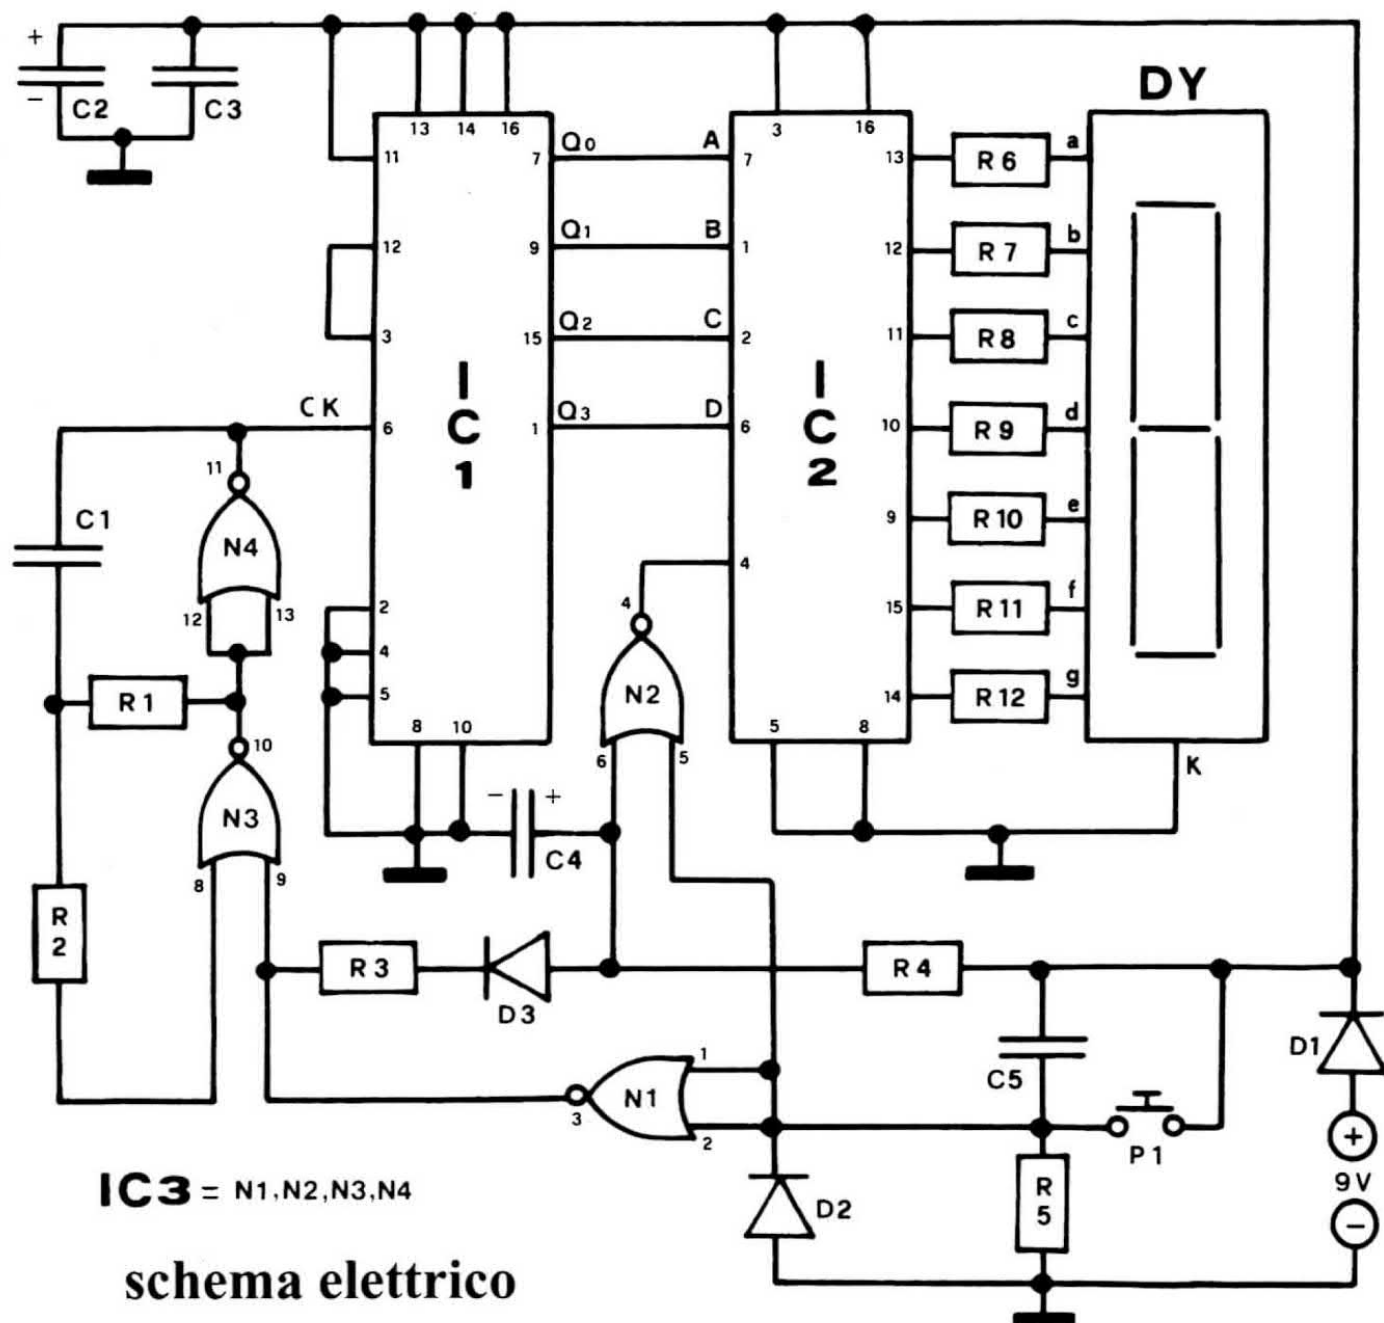 +
C2
−
C3
DY
13 14 16
3 16
11
7 Q0 A 7
13 R6 a
12
9 Q1 B 1
12 R7 b
3
15 Q2 C 2
11 R8 c
CK 6
1 Q3 D 6
10 R9 d
IC1
IC2
11
N4
12 13
C1
9 R10 e
4
2
4
5
15 R11 f
14 R12 g
R1
10
N3
8 9
8 10
4
N2
6 5
5 8
K
− +
C4
R2
R3
D3
R4
C5
D1
1
N1
3
2
P1
+
9V
−
D2
R5
IC3 = N1,N2,N3,N4
schema elettrico